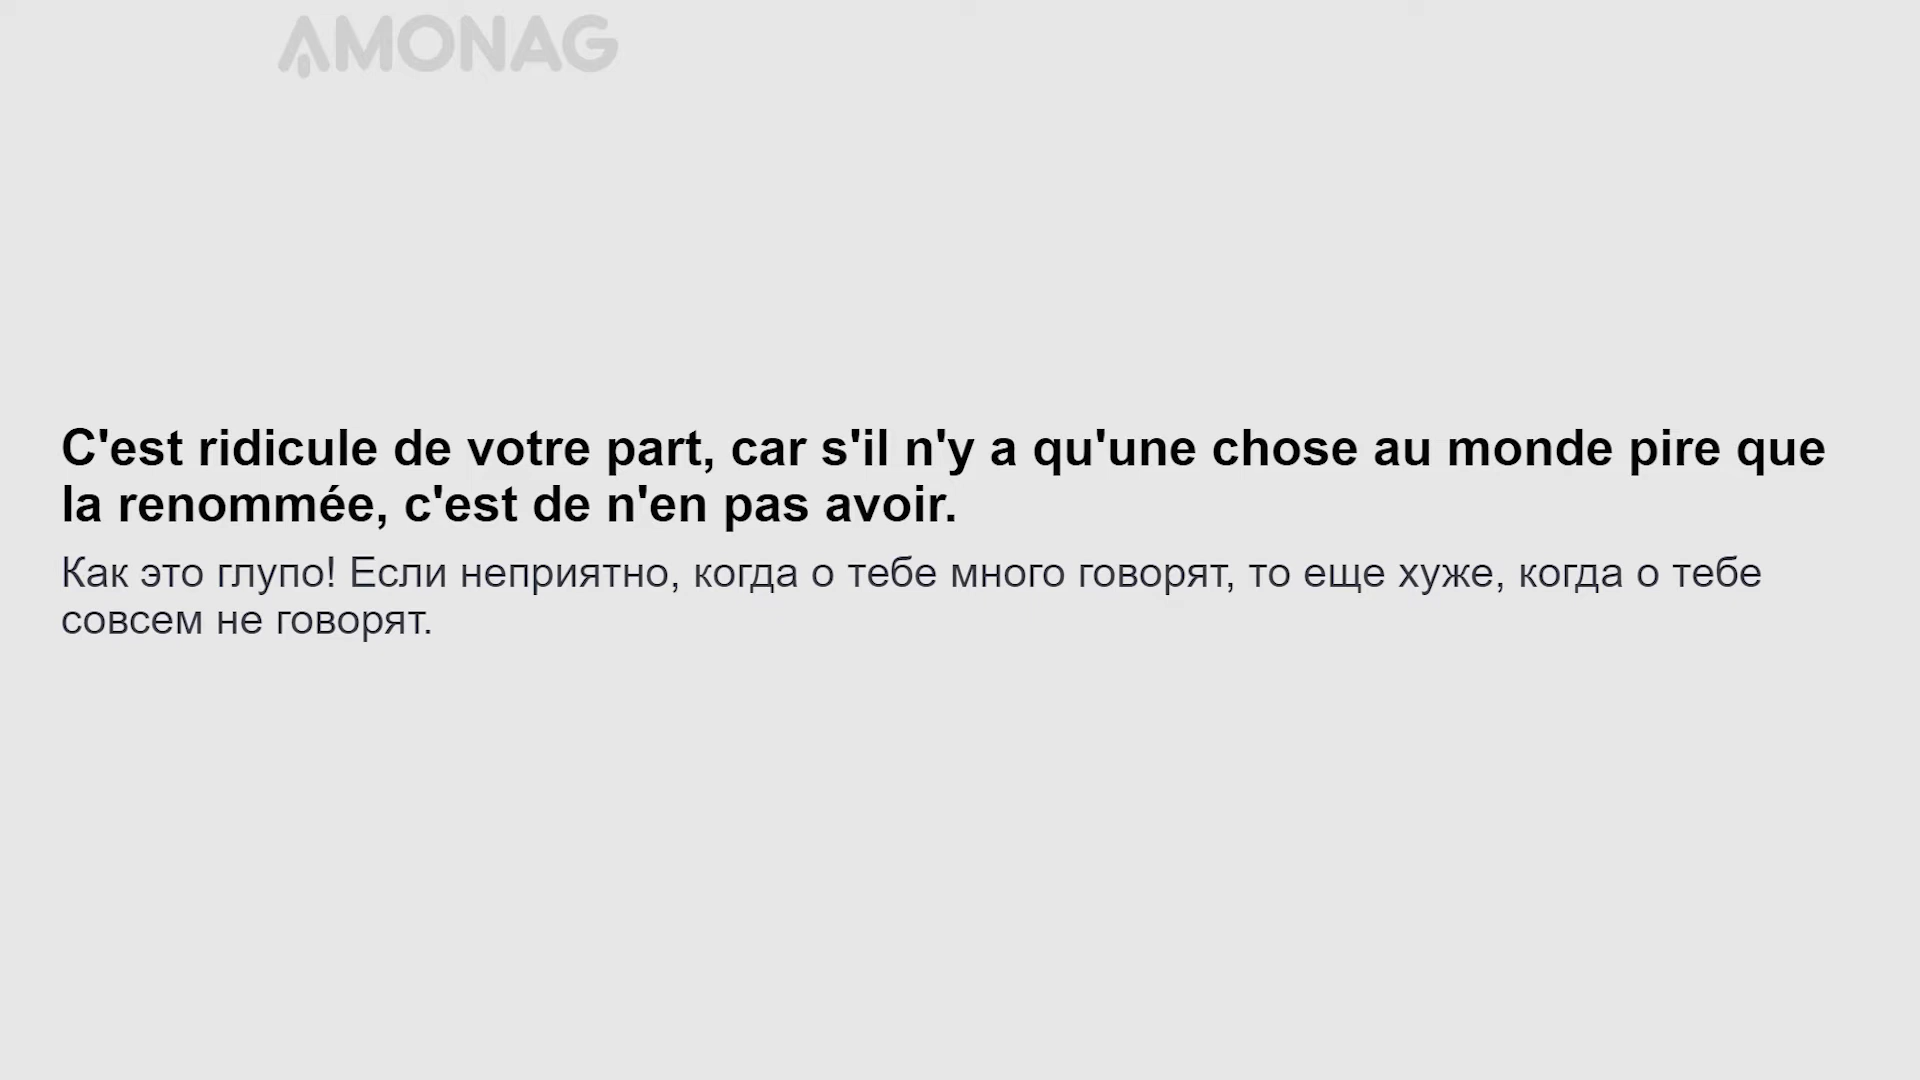 AMONAG
C'est ridicule de votre part, car s'il n'y a qu'une chose au monde pire que
la renommée, c'est de n'en pas avoir.
Как это глупо! Если неприятно, когда о тебе много говорят, то еще хуже, когда о тебе
совсем не говорят.